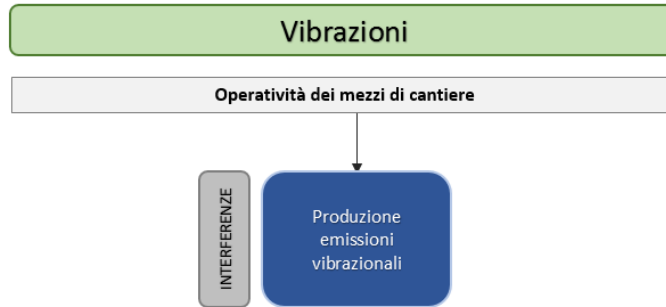 Vibrazioni
Operatività dei mezzi di cantiere
INTERFERENZE
Produzione
emissioni
vibrazionali